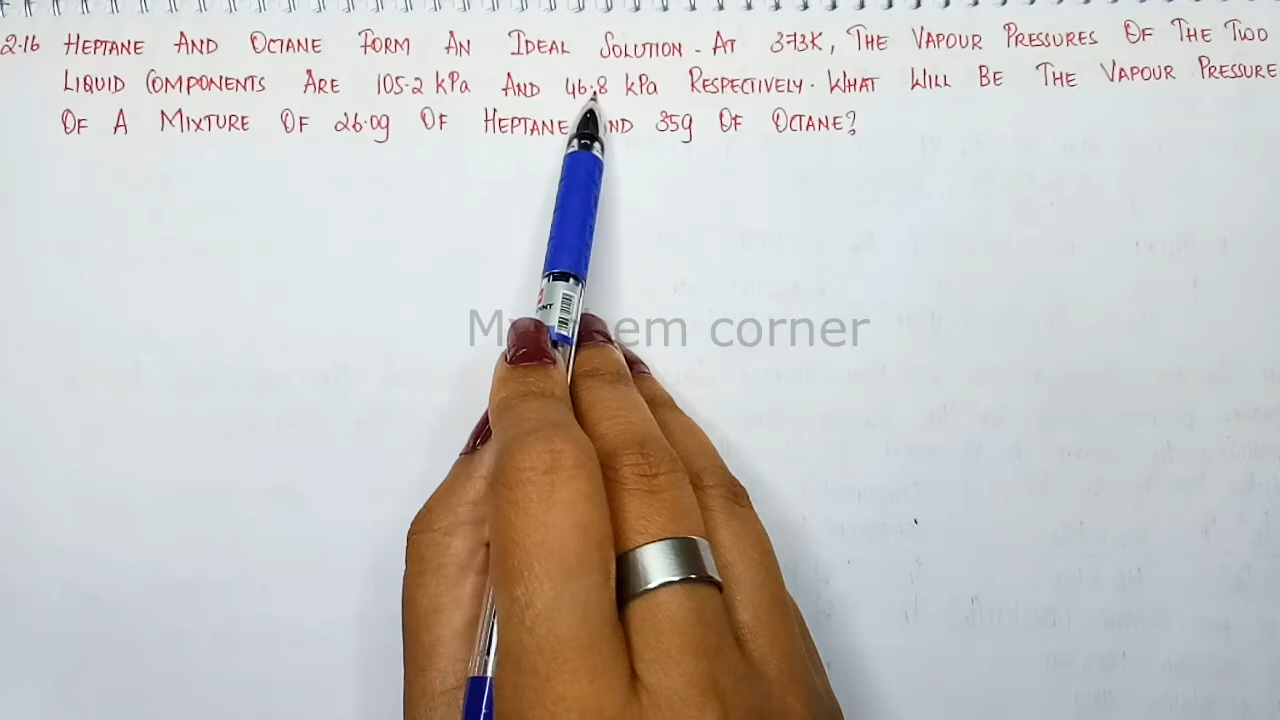 2.16 HEPTANE AND OCTANE FORM AN IDEAL SOLUTION. AT 373K, THE VAPOUR PRESSURES OF THE TWO
LIQUID COMPONENTS ARE 105.2 kPa AND 46.8 kPa RESPECTIVELY. WHAT WILL BE THE VAPOUR PRESSURE
OF A MIXTURE OF 26.0g OF HEPTANE 35g OF OCTANE?
corner